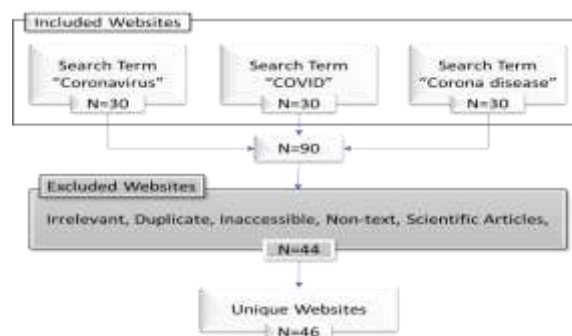 Included Websites
Search Term
"Coronavirus"
N=30
Search Term
"COVID"
N=30
Search Term
"Corona disease"
N=30
N=90
Excluded Websites
Irrelevant, Duplicate, Inaccessible, Non-text, Scientific Articles,
N=44
Unique Websites
N=46